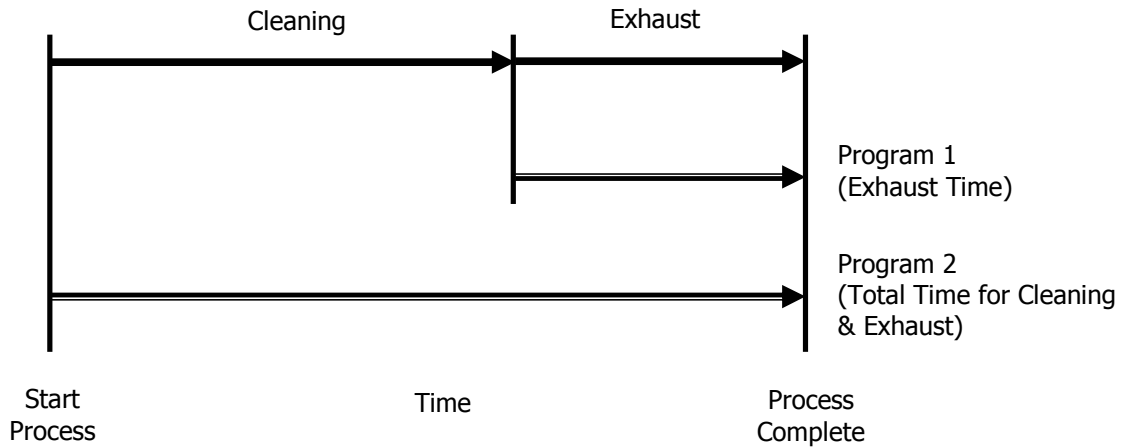 Cleaning
Exhaust
Program 1
(Exhaust Time)
Program 2
(Total Time for Cleaning
& Exhaust)
Start
Process
Time
Process
Complete